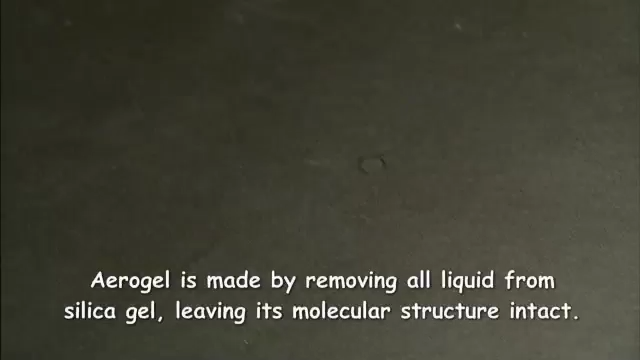 Aerogel is made by removing all liquid from
silica gel, leaving its molecular structure intact.